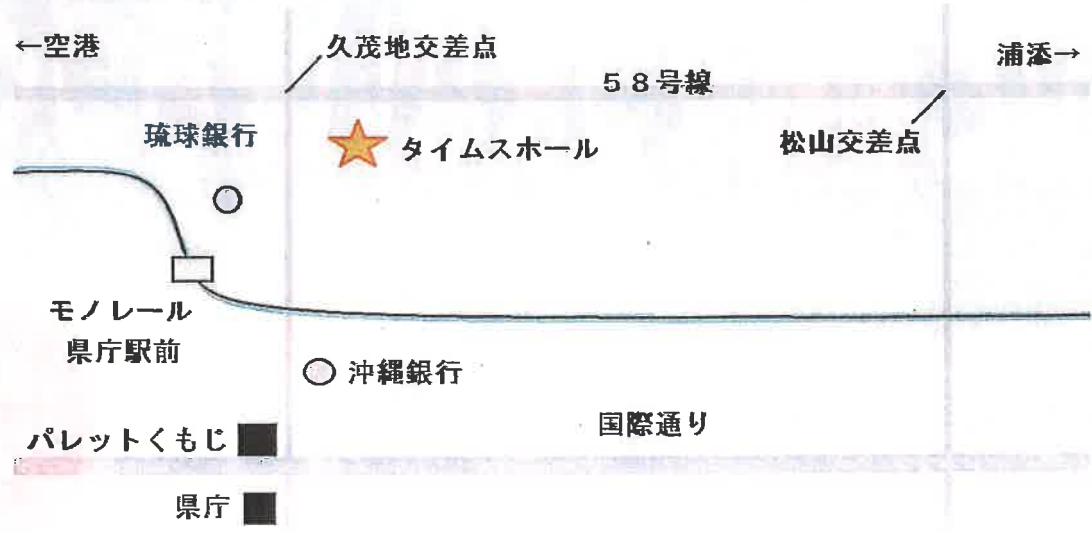 ←空港
久茂地交差点
浦添→
58号線
琉球銀行
タイムスホール
松山交差点
モノレール
県庁駅前
沖縄銀行
国際通り
パレットくもじ
県庁